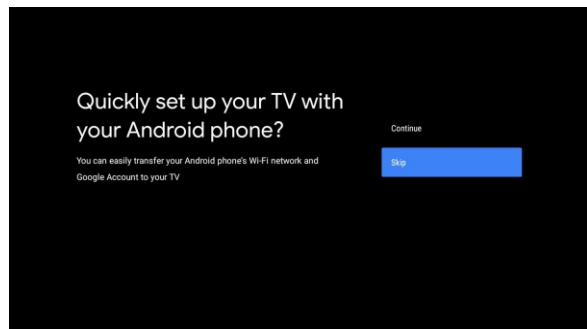 Quickly set up your TV with
your Android phone?
You can easily transfer your Android phone's Wi-Fi network and
Google Account to your TV
Continue
Skip